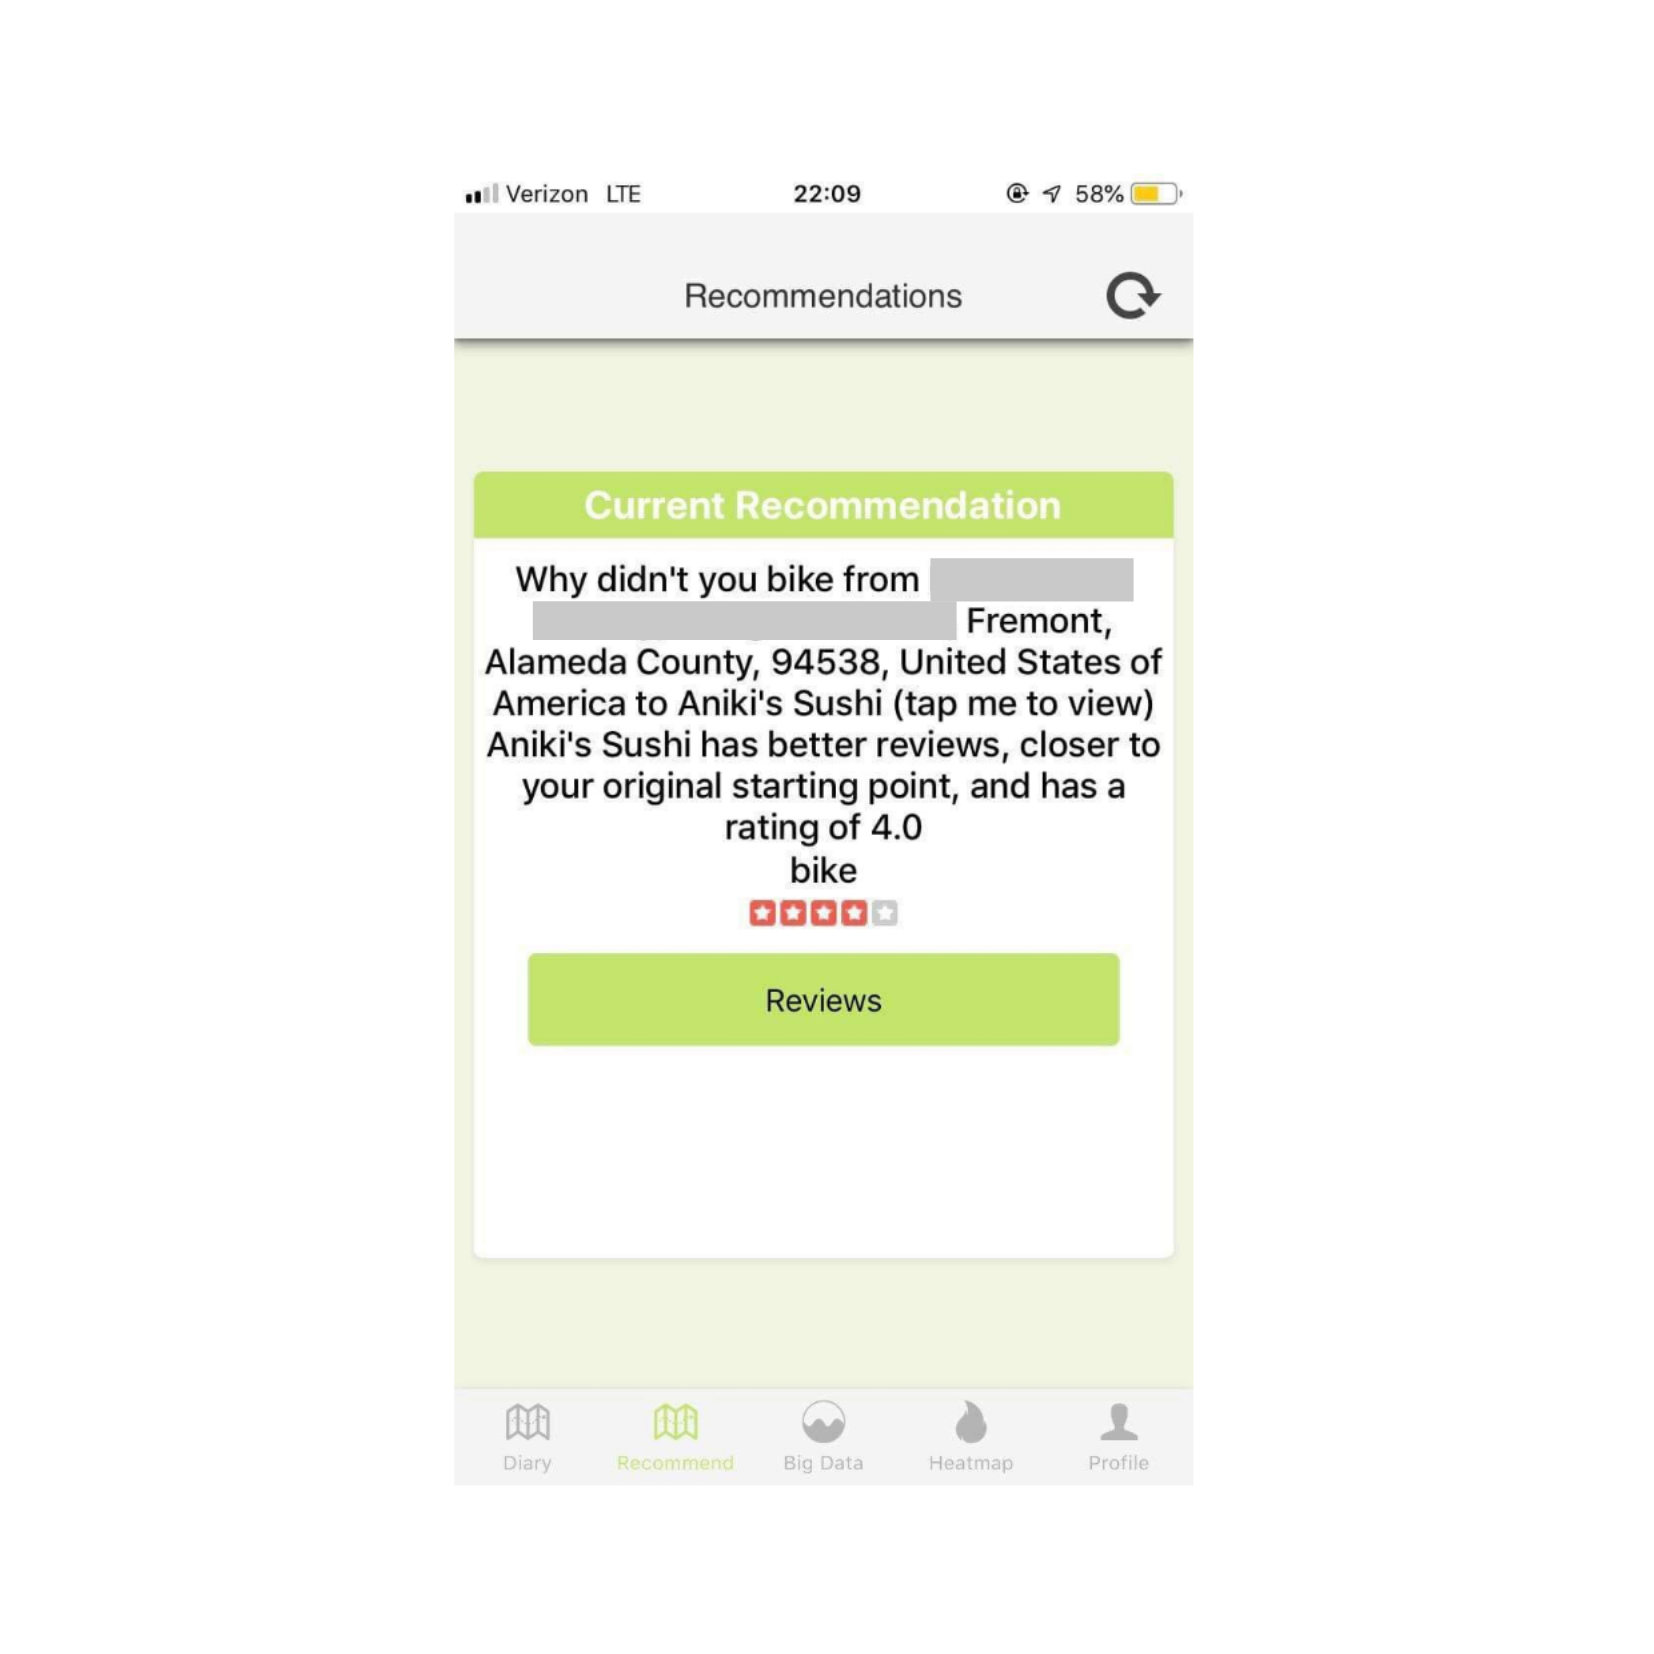 Verizon LTE 22:09 58%
Recommendations
Current Recommendation
Why didn't you bike from
Fremont,
Alameda County, 94538, United States of
America to Aniki's Sushi (tap me to view)
Aniki's Sushi has better reviews, closer to
your original starting point, and has a
rating of 4.0
bike
Reviews
Diary Recommend Big Data Heatmap Profile